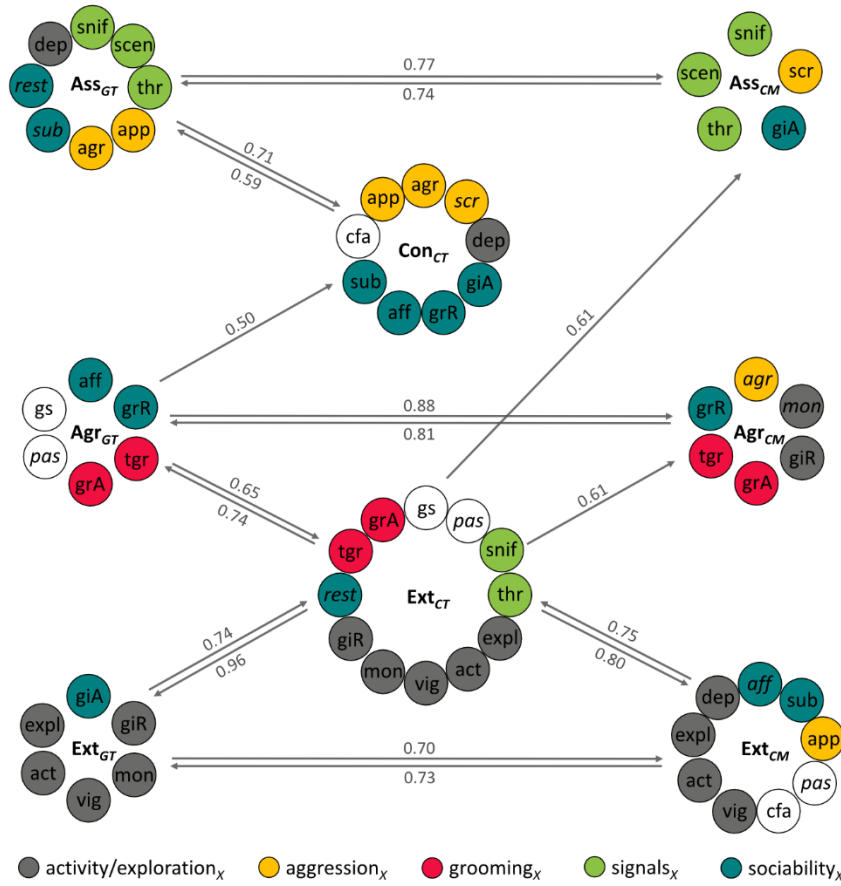 snif
dep
scen
rest
Ass_GT
thr
sub
app
agr
0.77
0.74
snif
scen
scr
Ass_CM
thr
giA
0.71
0.59
app
agr
scr
cfa
dep
Con_CT
sub
giA
aff
grR
0.50
0.61
aff
gs
grR
Agr_GT
pas
tgr
grA
0.88
0.81
agr
grR
mon
Agr_CM
tgr
giR
grA
0.65
0.74
0.61
gs
grA
pas
tgr
snif
rest
Ext_CT
thr
giR
expl
mon
act
vig
0.74
0.96
0.75
0.80
giA
expl
giR
Ext_GT
act
mon
vig
0.70
0.73
aff
dep
sub
expl
app
Ext_CM
act
pas
vig
cfa
activity/exploration_X aggression_X grooming_X signals_X sociability_X